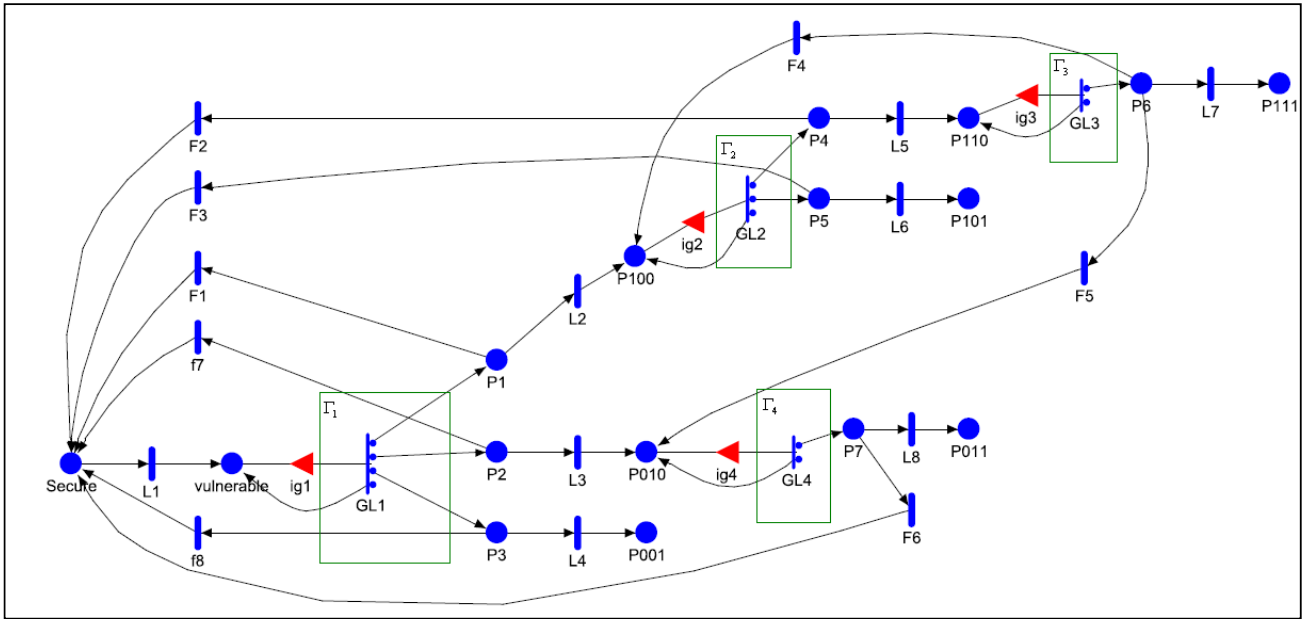 F4
Γ3
ig3
GL3
P6
L7
P111
F2
P4
L5
P110
Γ2
F3
ig2
GL2
P5
L6
P101
P100
F1
L2
F5
f7
P1
Γ1
Γ4
Secure
L1
vulnerable
ig1
GL1
P2
L3
P010
ig4
GL4
P7
L8
P011
f8
P3
L4
P001
F6